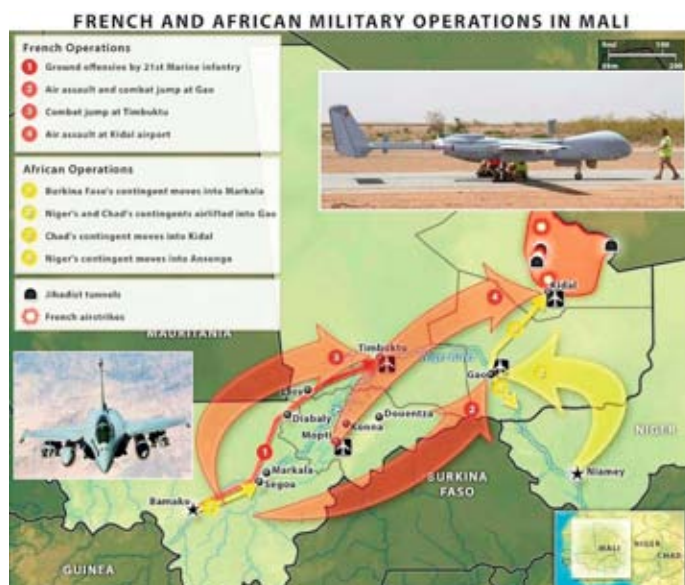 FRENCH AND AFRICAN MILITARY OPERATIONS IN MALI
French Operations
1 Ground offensive by 21st Marine infantry
2 Air assault and combat jump at Gao
3 Combat jump at Timbuktu
4 Air assault at Kidal airport
African Operations
Burkina Faso's contingent moves into Markala
Niger's and Chad's contingents airlifted into Gao
Chad's contingent moves into Kidal
Niger's contingent moves into Ansongo
Jihadist tunnels
French airstrikes
MAURITANIA
Kidal
4
Timbuktu
3
Gao
Diabaly
Douentza
2
Konna
Mopti
1
NIGER
Markala
Segou
BURKINA
FASO
Niamey
Bamako
GUINEA
MALI
NIGER
CHAD